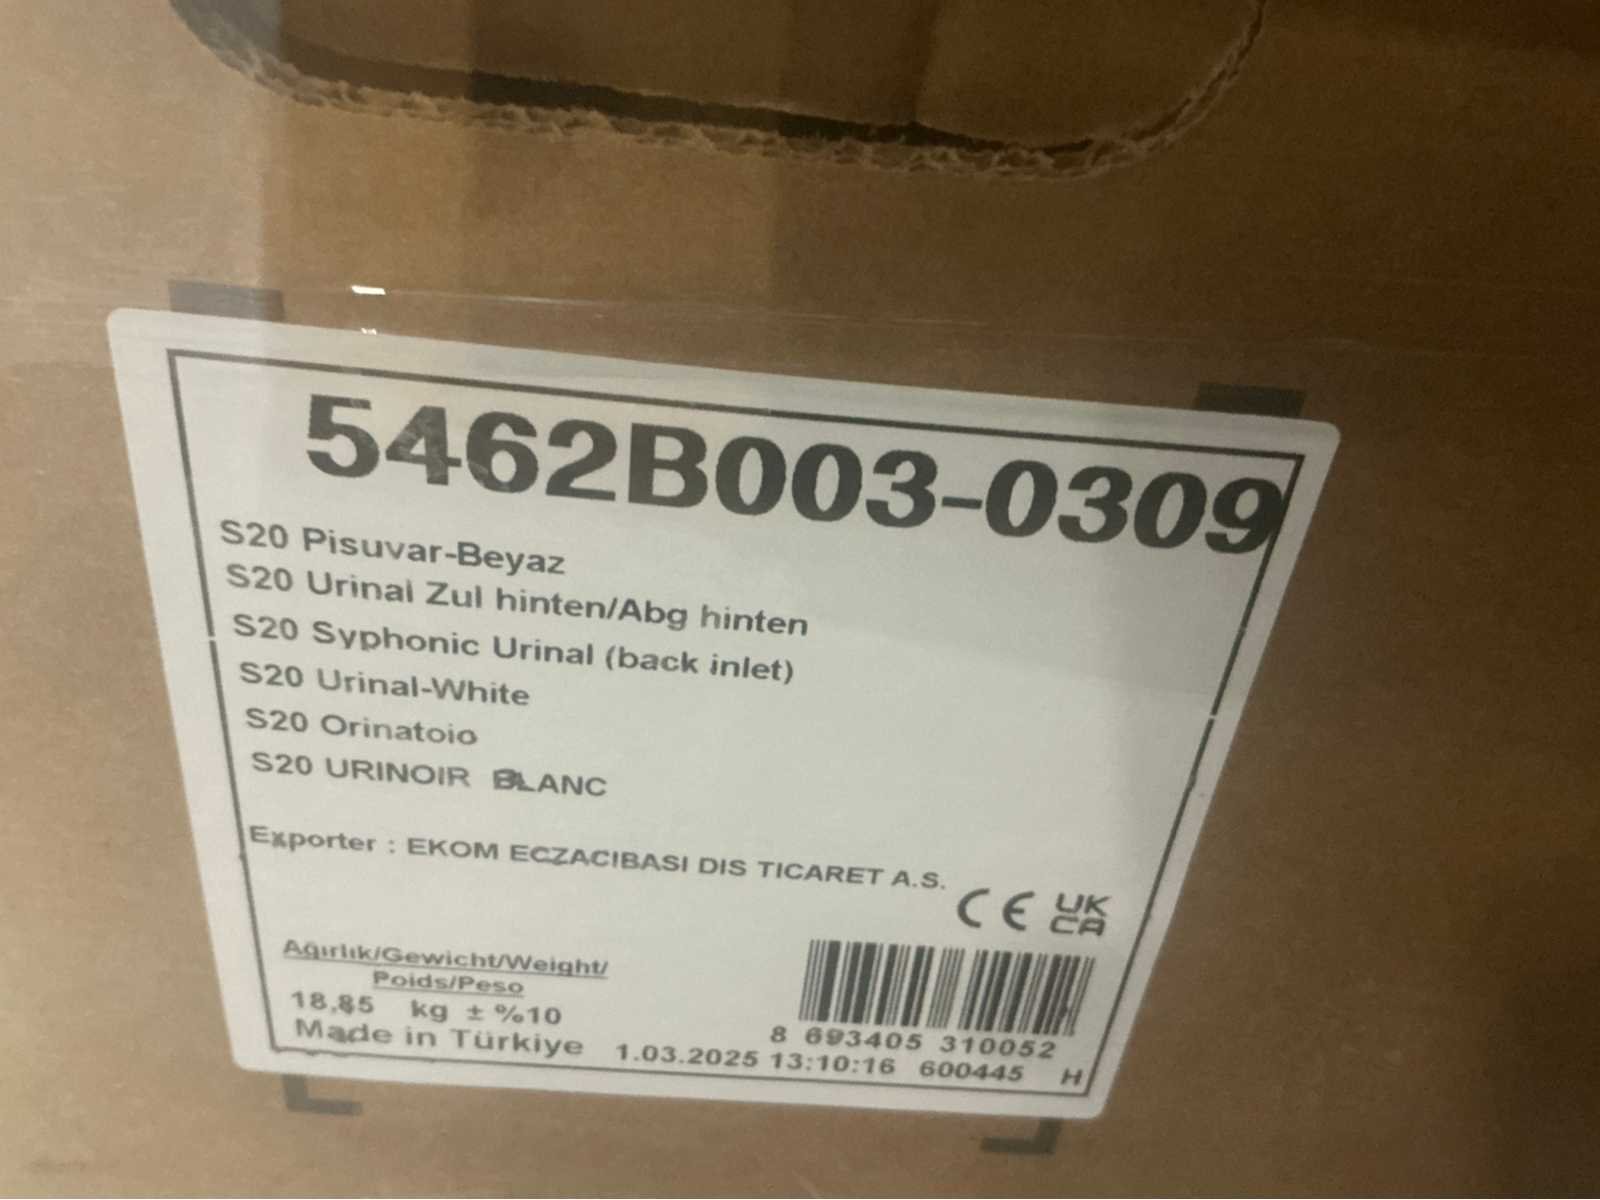 5462B003-0309
S20 Pisuvar-Beyaz
S20 Urinal Zul hinten/Abg hinten
S20 Syphonic Urinal (back inlet)
S20 Urinal-White
S20 Orinatoio
S20 URINOIR BLANC
Exporter : EKOM ECZACIBASI DIS TICARET A.S.
CE UK
CA
Ağırlık/Gewicht/Weight/
Poids/Peso
18,85 kg ± %10
Made in Türkiye
8 693405 310052
1.03.2025 13:10:16 600445 H